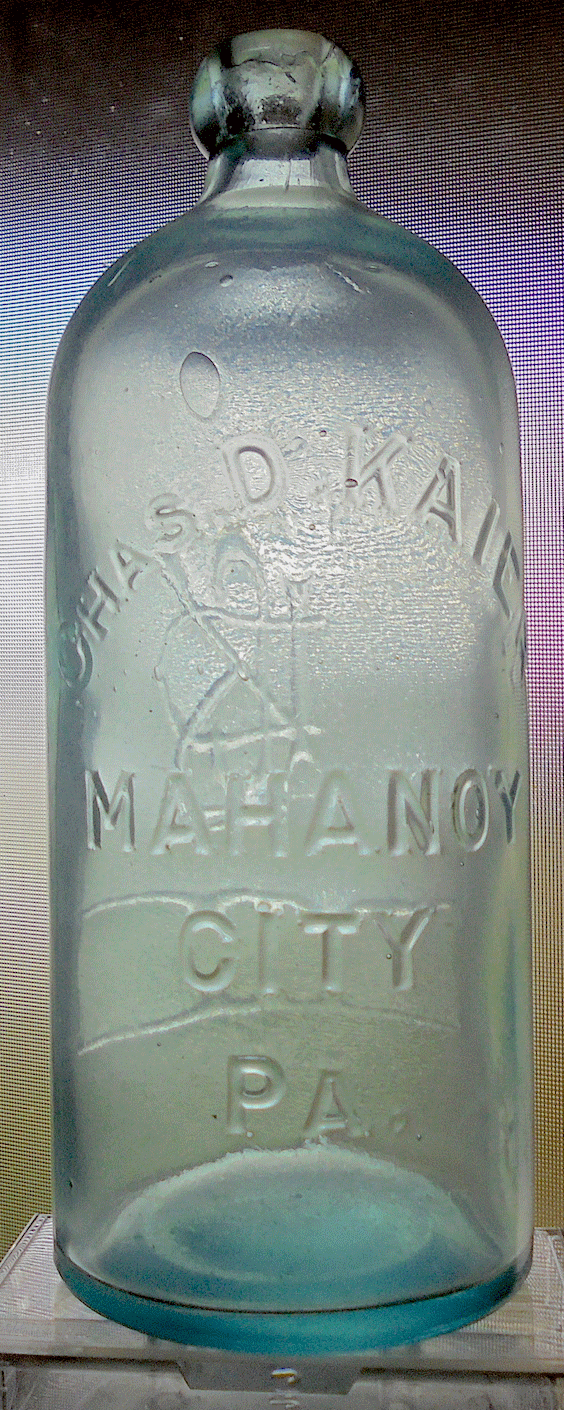 CHAS. D. KAIER
MAHANOY
CITY
PA.